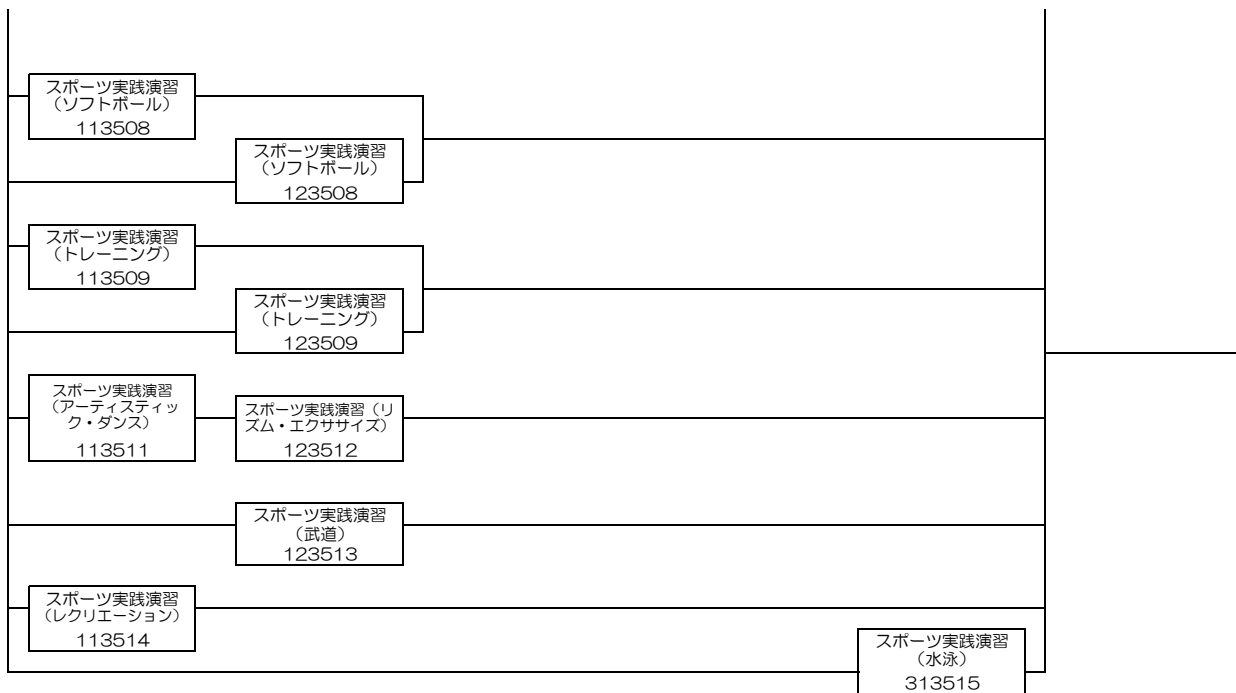 スポーツ実践演習
（ソフトボール）
113508
スポーツ実践演習
（ソフトボール）
123508
スポーツ実践演習
（トレーニング）
113509
スポーツ実践演習
（トレーニング）
123509
スポーツ実践演習
（アーティスティッ
ク・ダンス）
113511
スポーツ実践演習（リ
ズム・エクササイズ）
123512
スポーツ実践演習
（武道）
123513
スポーツ実践演習
（レクリエーション）
113514
スポーツ実践演習
（水泳）
313515